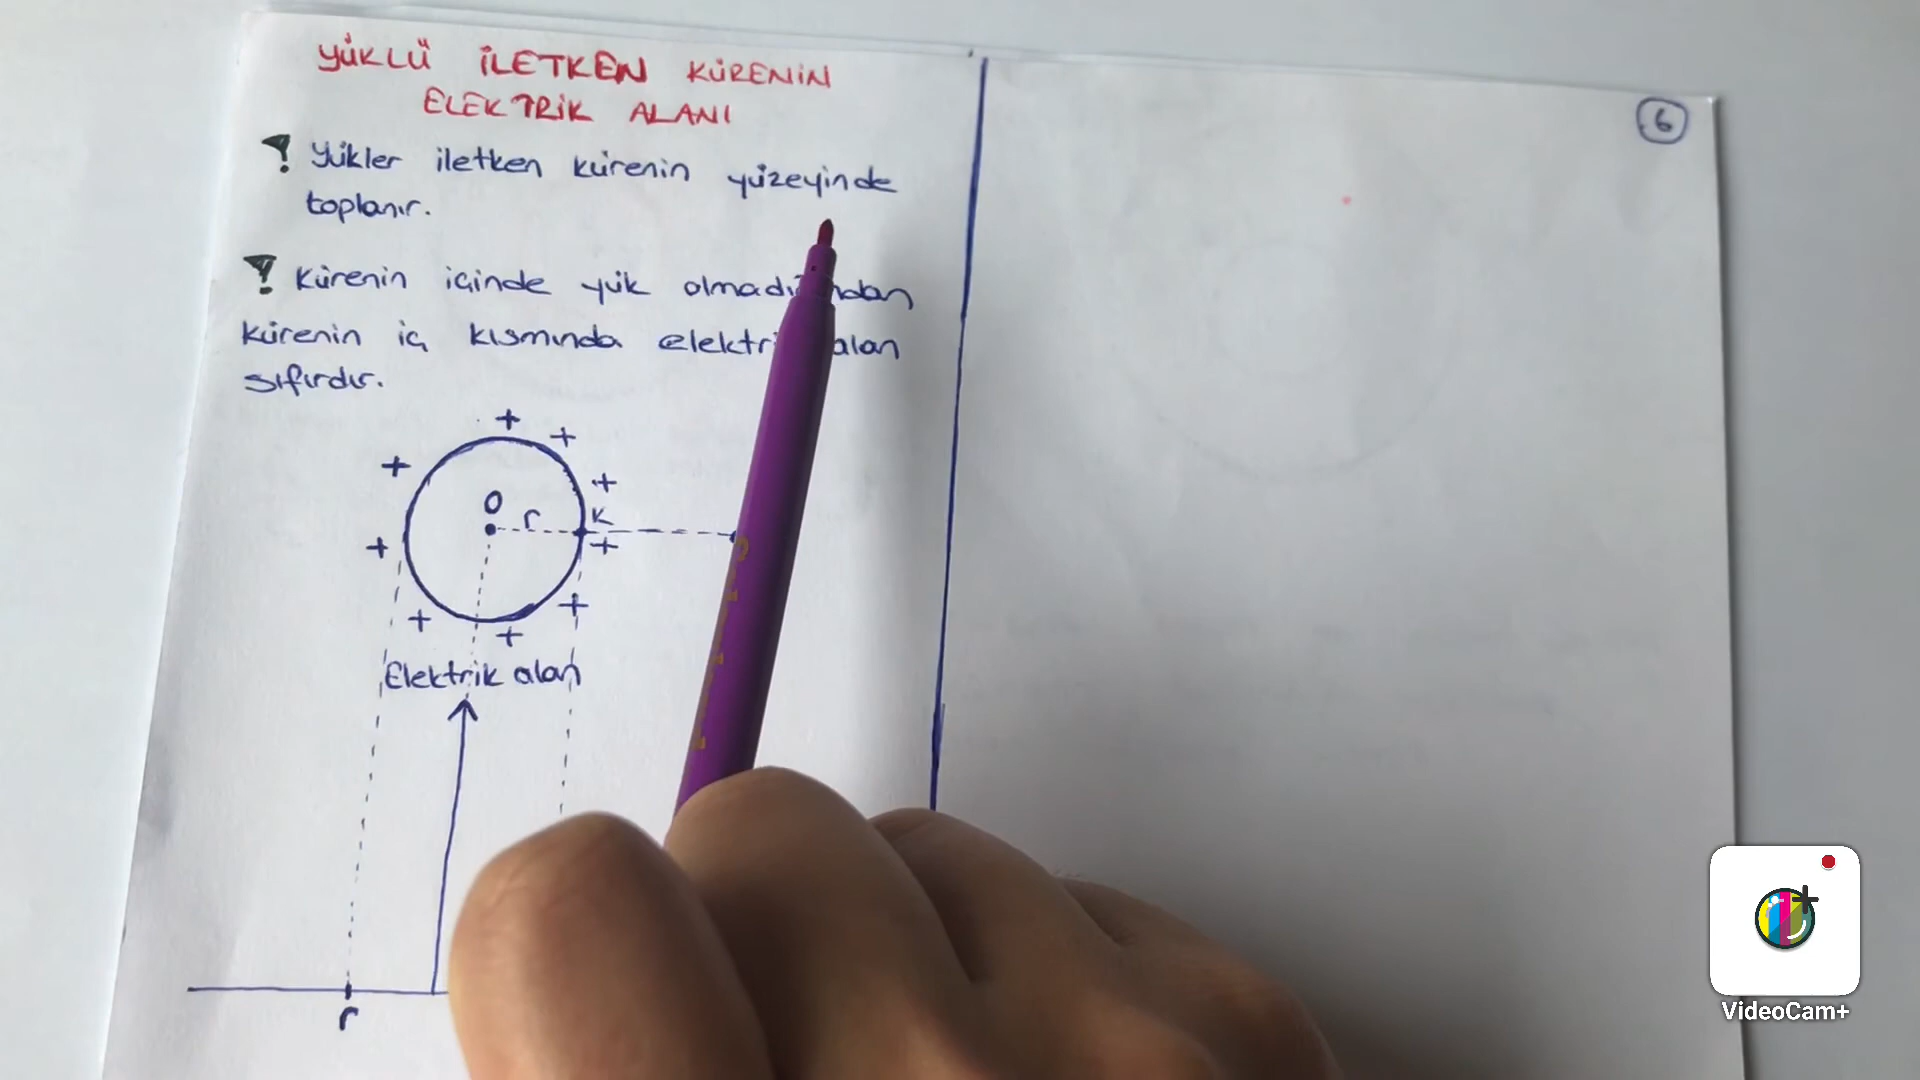 YÜKLÜ İLETKEN KÜRENİN
ELEKTRİK ALANI
Yükler iletken kürenin yüzeyinde
toplanır.
Kürenin içinde yük
kürenin iç kısmında alan
sıfırdır.
+ +
+ +
O r K
+ +
+ + +
Elektrik alan
r
6
VideoCam+